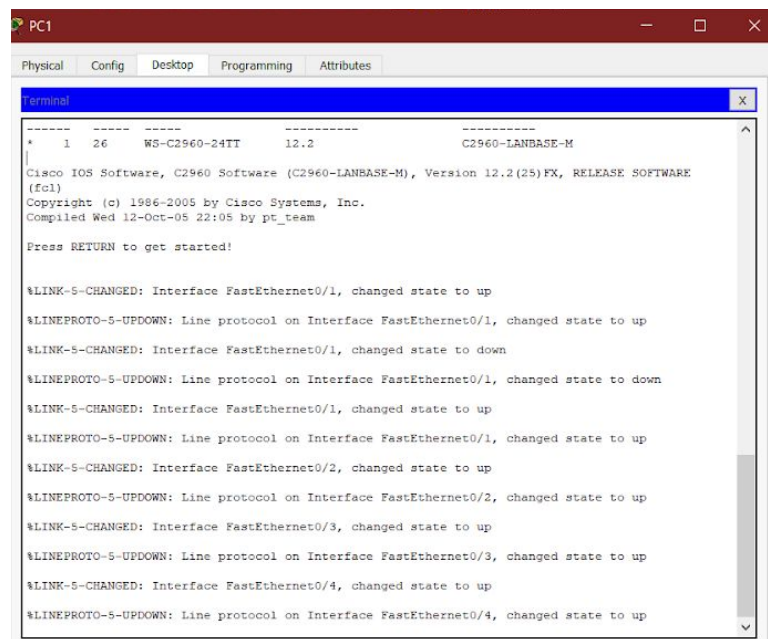 PC1
Physical Config Desktop Programming Attributes
Terminal X
------ ----- ----- ---------- ----------
* 1 26 WS-C2960-24TT 12.2 C2960-LANBASE-M
Cisco IOS Software, C2960 Software (C2960-LANBASE-M), Version 12.2(25)FX, RELEASE SOFTWARE
(fc1)
Copyright (c) 1986-2005 by Cisco Systems, Inc.
Compiled Wed 12-Oct-05 22:05 by pt_team
Press RETURN to get started!
%LINK-5-CHANGED: Interface FastEthernet0/1, changed state to up
%LINEPROTO-5-UPDOWN: Line protocol on Interface FastEthernet0/1, changed state to up
%LINK-5-CHANGED: Interface FastEthernet0/1, changed state to down
%LINEPROTO-5-UPDOWN: Line protocol on Interface FastEthernet0/1, changed state to down
%LINK-5-CHANGED: Interface FastEthernet0/1, changed state to up
%LINEPROTO-5-UPDOWN: Line protocol on Interface FastEthernet0/1, changed state to up
%LINK-5-CHANGED: Interface FastEthernet0/2, changed state to up
%LINEPROTO-5-UPDOWN: Line protocol on Interface FastEthernet0/2, changed state to up
%LINK-5-CHANGED: Interface FastEthernet0/3, changed state to up
%LINEPROTO-5-UPDOWN: Line protocol on Interface FastEthernet0/3, changed state to up
%LINK-5-CHANGED: Interface FastEthernet0/4, changed state to up
%LINEPROTO-5-UPDOWN: Line protocol on Interface FastEthernet0/4, changed state to up